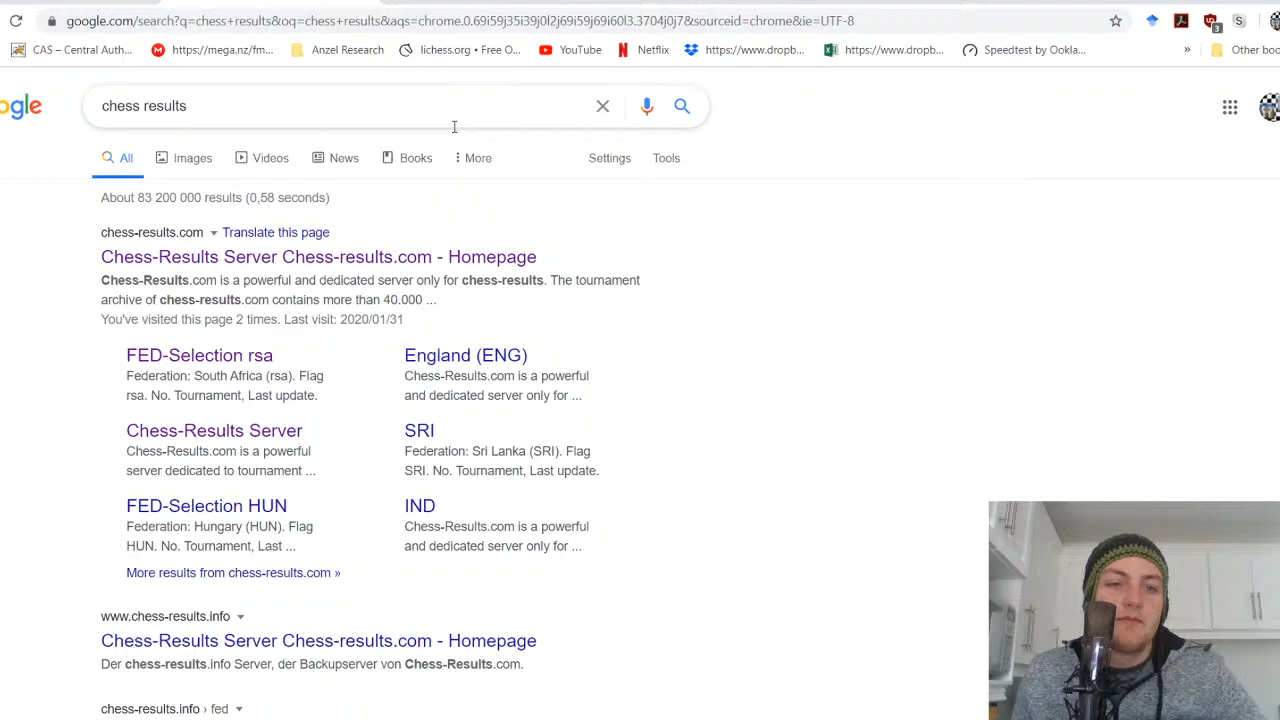 google.com/search?q=chess+results&oq=chess+results&aqs=chrome.0.69i59j35i39j0l2j69i59j69i60l3.3704j0j7&sourceid=chrome&ie=UTF-8
3
CAS – Central Auth... M https://mega.nz/fm... Anzel Research lichess.org • Free O... YouTube Netflix https://www.dropb... https://www.dropb... Speedtest by Ookla... » Other boo
ogle chess results
All Images Videos News Books More Settings Tools
About 83 200 000 results (0,58 seconds)
chess-results.com Translate this page
Chess-Results Server Chess-results.com - Homepage
Chess-Results.com is a powerful and dedicated server only for chess-results. The tournament
archive of chess-results.com contains more than 40.000 ...
You've visited this page 2 times. Last visit: 2020/01/31
FED-Selection rsa
Federation: South Africa (rsa). Flag
rsa. No. Tournament, Last update.
England (ENG)
Chess-Results.com is a powerful
and dedicated server only for ...
Chess-Results Server
Chess-Results.com is a powerful
server dedicated to tournament ...
SRI
Federation: Sri Lanka (SRI). Flag
SRI. No. Tournament, Last update.
FED-Selection HUN
Federation: Hungary (HUN). Flag
HUN. No. Tournament, Last ...
IND
Chess-Results.com is a powerful
and dedicated server only for ...
More results from chess-results.com »
www.chess-results.info
Chess-Results Server Chess-results.com - Homepage
Der chess-results.info Server, der Backupserver von Chess-Results.com.
chess-results.info › fed